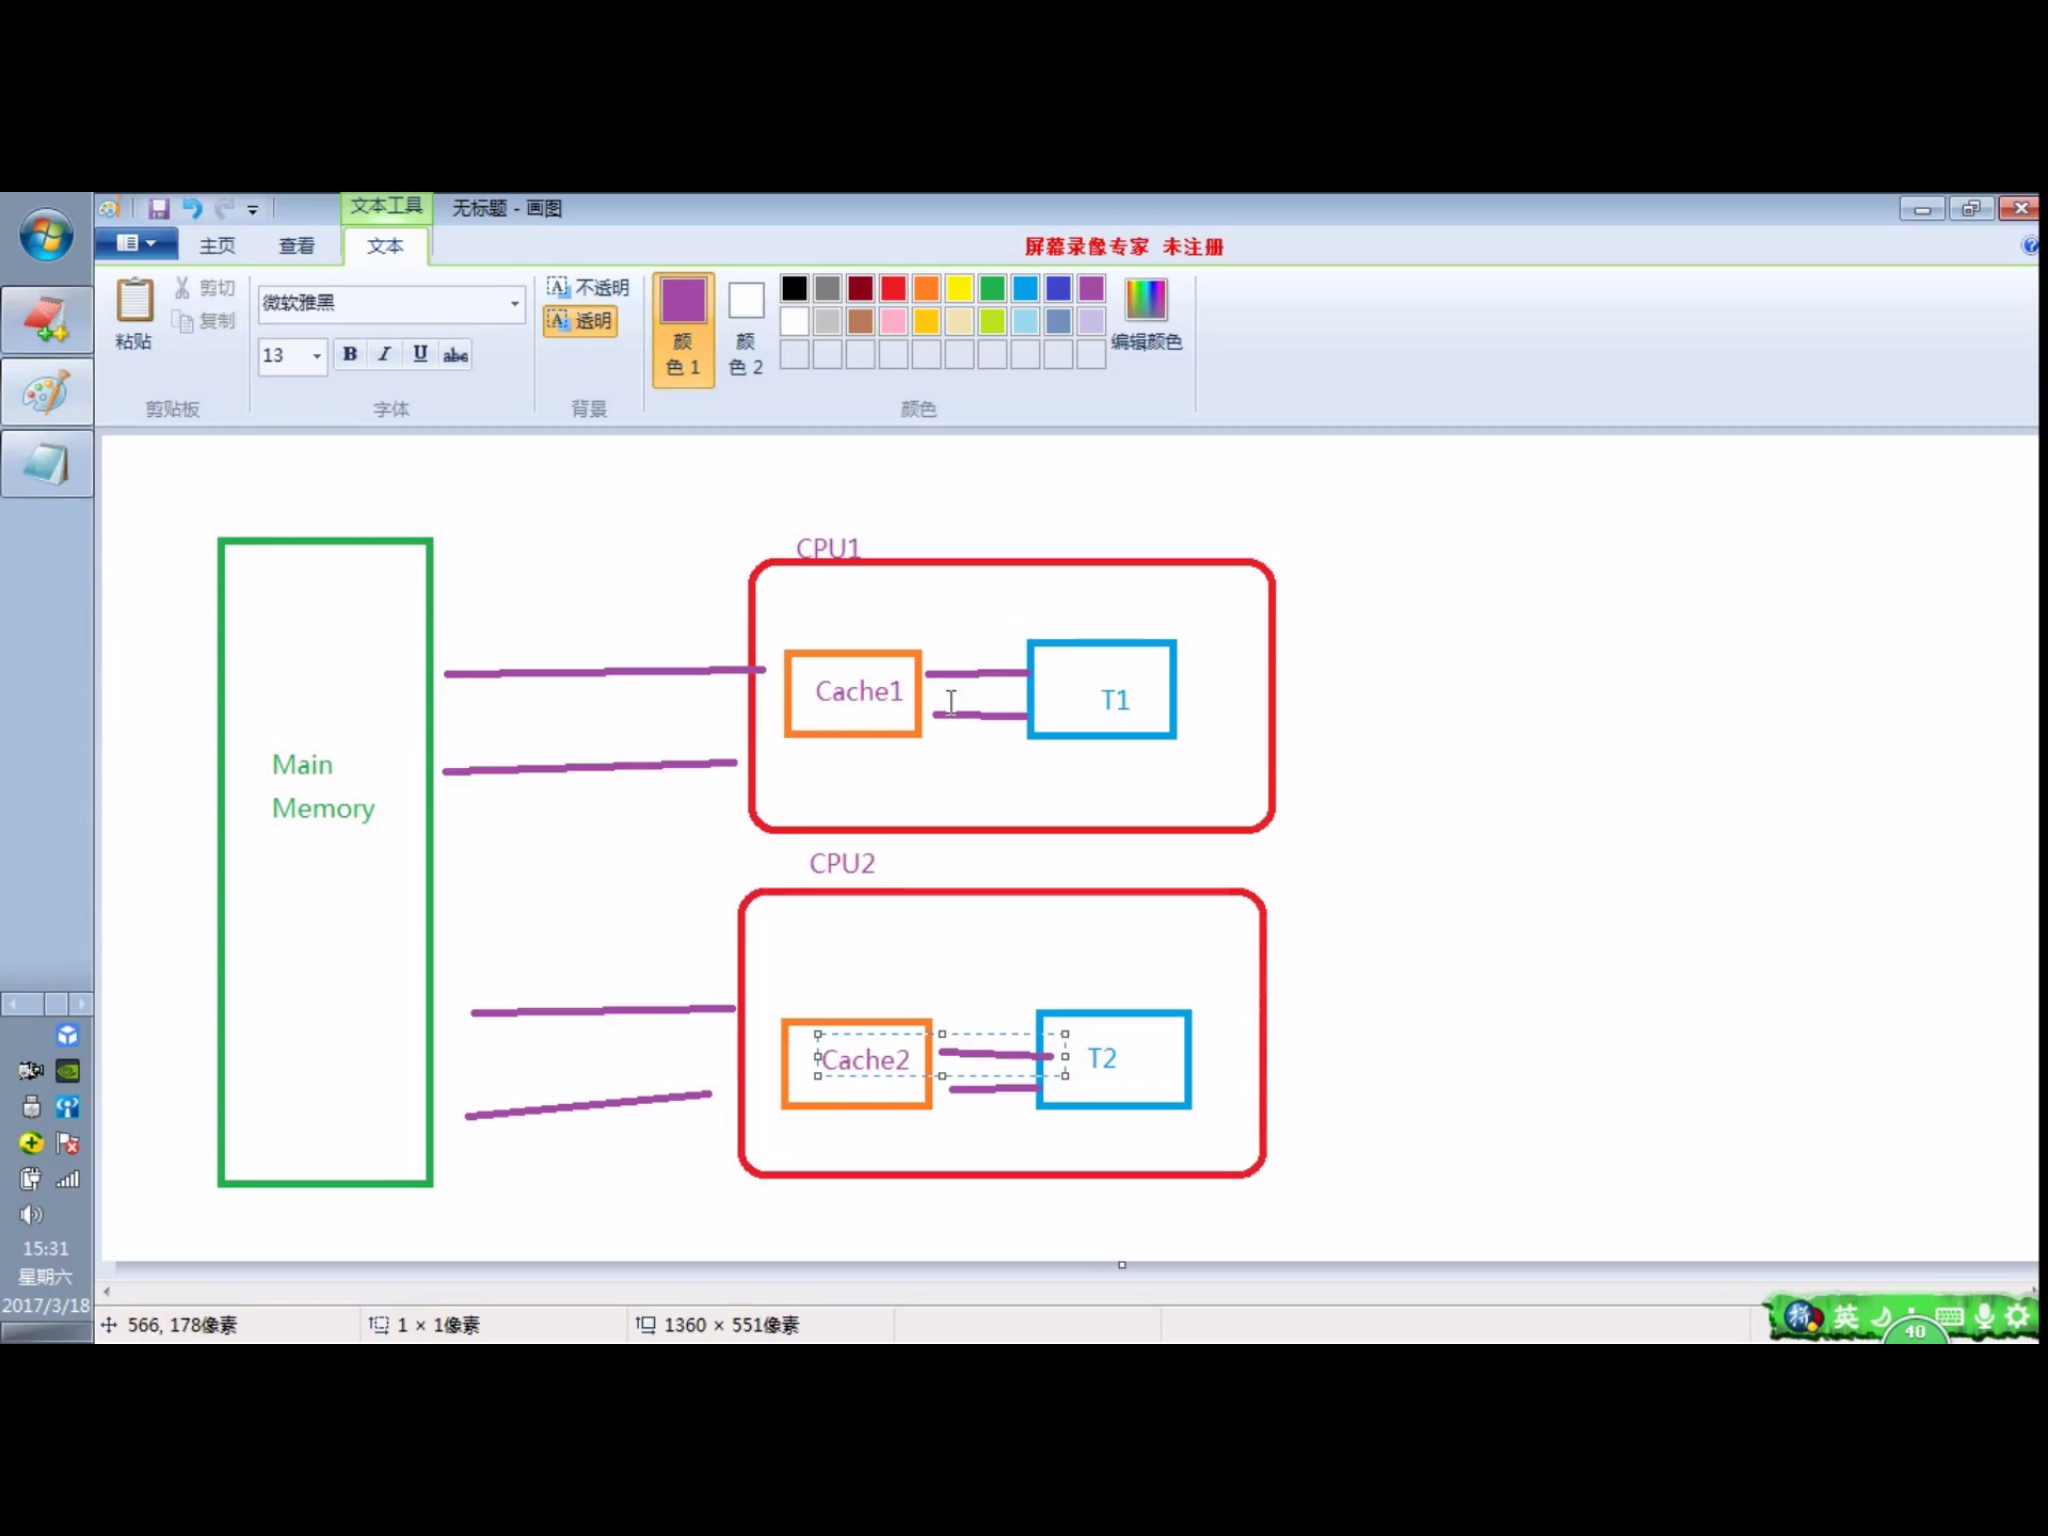 文本工具
无标题 - 画图
主页
查看
文本
屏幕录像专家 未注册
粘贴
剪切
复制
剪贴板
微软雅黑
13
B I U abc
字体
不透明
透明
背景
颜
色 1
颜
色 2
编辑颜色
颜色
CPU1
Cache1
T1
Main
Memory
CPU2
Cache2
T2
15:31
星期六
2017/3/18
566, 178像素
1 × 1像素
1360 × 551像素
拼 英
40